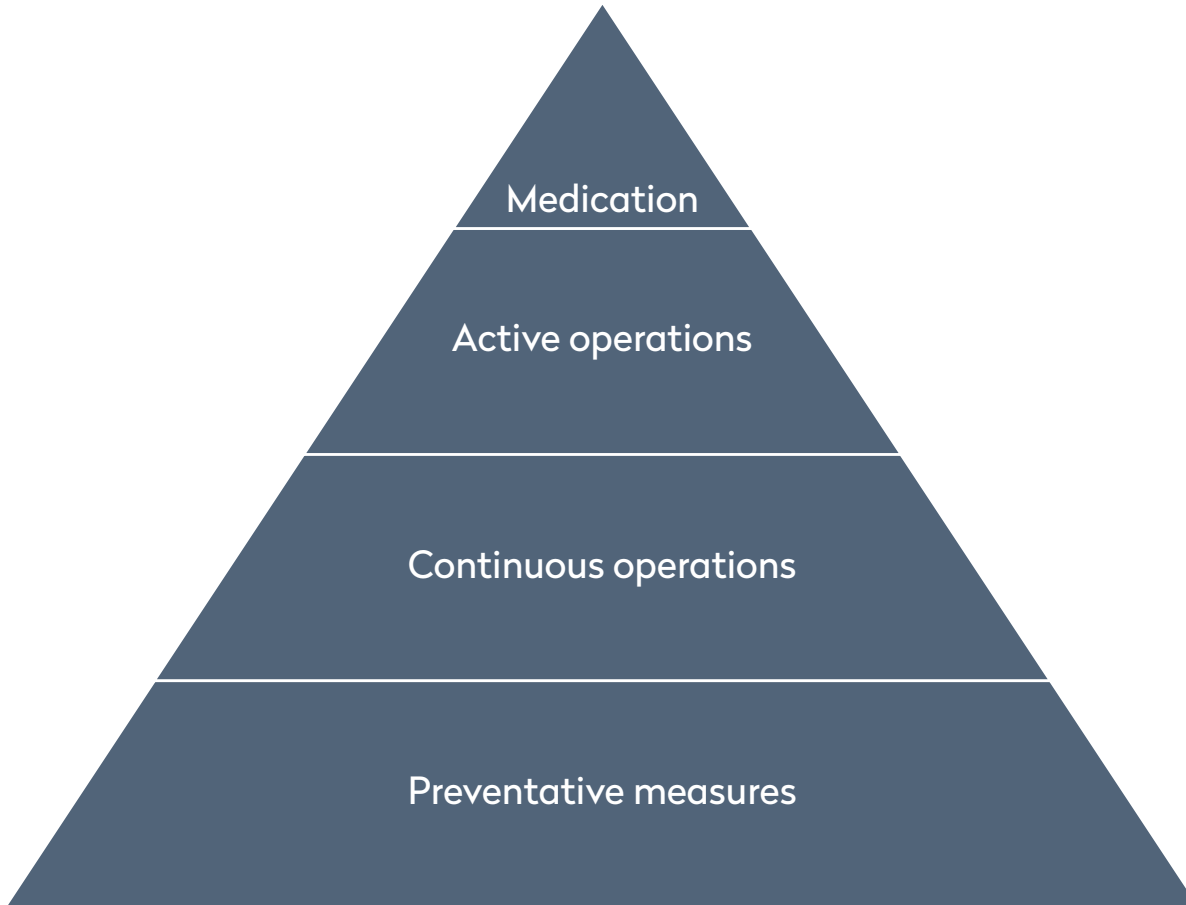 Medication
Active operations
Continuous operations
Preventative measures